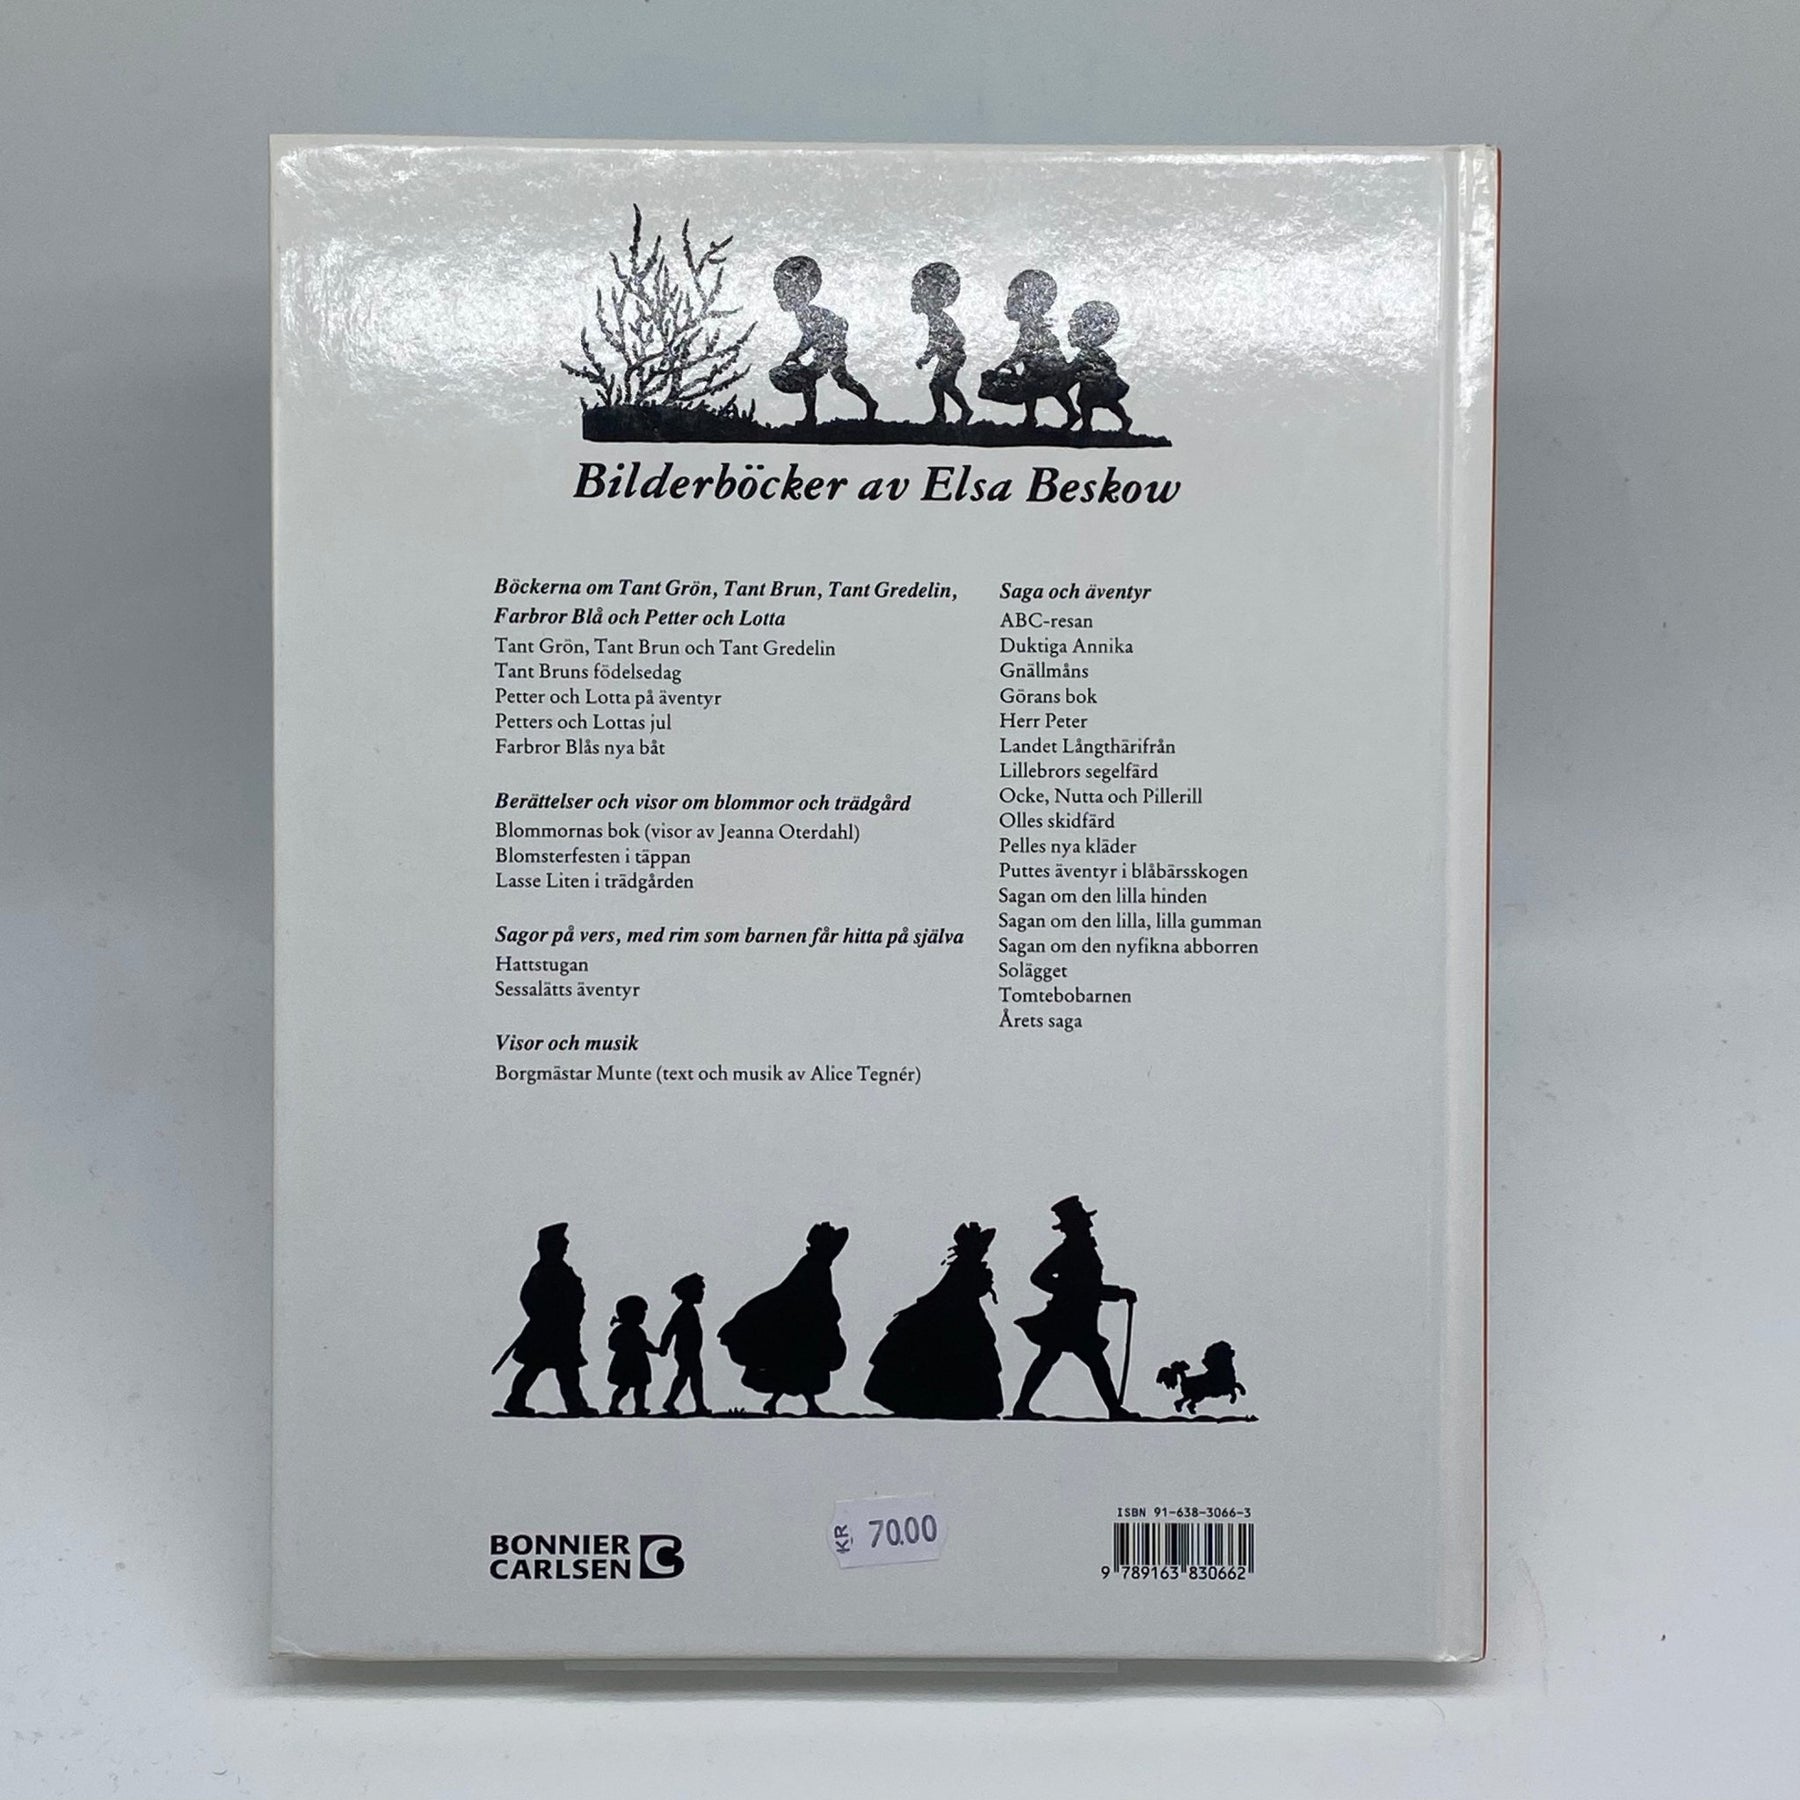 Bilderböcker av Elsa Beskow
Böckerna om Tant Grön, Tant Brun, Tant Gredelin,
Farbror Blå och Petter och Lotta
Tant Grön, Tant Brun och Tant Gredelin
Tant Bruns födelsedag
Petter och Lotta på äventyr
Petters och Lottas jul
Farbror Blås nya båt
Berättelser och visor om blommor och trädgård
Blommornas bok (visor av Jeanna Oterdahl)
Blomsterfesten i täppan
Lasse Liten i trädgården
Sagor på vers, med rim som barnen får hitta på själva
Hattstugan
Sessalätts äventyr
Visor och musik
Borgmästar Munte (text och musik av Alice Tegnér)
Saga och äventyr
ABC-resan
Duktiga Annika
Gnällmåns
Görans bok
Herr Peter
Landet Långthärifrån
Lillebrors segelfärd
Ocke, Nutta och Pillerill
Olles skidfärd
Pelles nya kläder
Puttes äventyr i blåbärsskogen
Sagan om den lilla hinden
Sagan om den lilla, lilla gumman
Sagan om den nyfikna abborren
Solägget
Tomtebobarnen
Årets saga
BONNIER
CARLSEN
KR 70.00
ISBN 91-638-3066-3
9 789163 830662